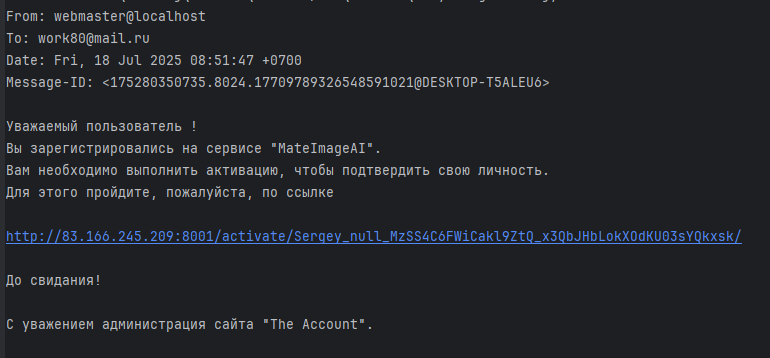 From: webmaster@localhost
To: work80@mail.ru
Date: Fri, 18 Jul 2025 08:51:47 +0700
Message-ID: <175280350735.8024.17709789326548591021@DESKTOP-T5ALEU6>
Уважаемый пользователь !
Вы зарегистрировались на сервисе "MateImageAI".
Вам необходимо выполнить активацию, чтобы подтвердить свою личность.
Для этого пройдите, пожалуйста, по ссылке
http://83.166.245.209:8001/activate/Sergey_null_MzSS4C6FWiCakl9ZtQ_x3QbJHbLokXOdKU03sYQkxsk/
До свидания!
С уважением администрация сайта "The Account".